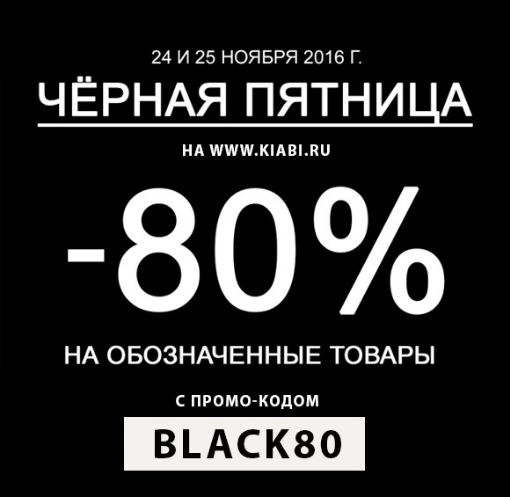 24 И 25 НОЯБРЯ 2016 Г.
ЧЁРНАЯ ПЯТНИЦА
НА WWW.KIABI.RU
-80%
НА ОБОЗНАЧЕННЫЕ ТОВАРЫ
С ПРОМО-КОДОМ
BLACK80